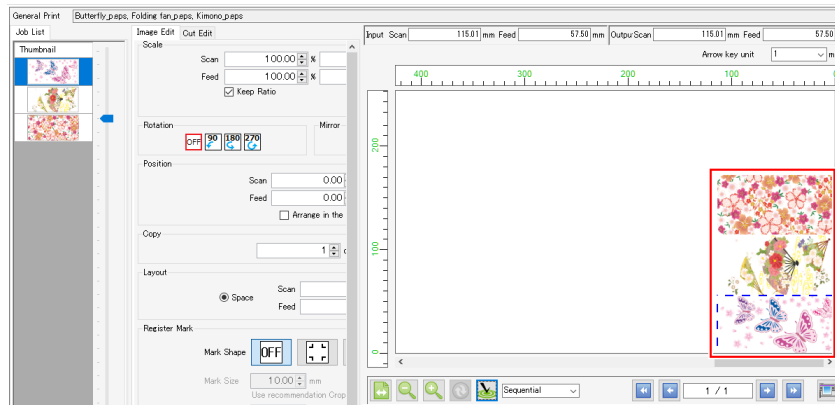 General Print Butterfly_p.eps, Folding fan_p.eps, Kimono_p.eps
Job List
Thumbnail
Image Edit Cut Edit
Scale
Scan 100.00 %
Feed 100.00 %
Keep Ratio
Rotation Mirror
OFF 90 180 270
Position
Scan 0.00
Feed 0.00
Arrange in the
Copy
1
Layout
Space
Scan
Feed
Register Mark
Mark Shape OFF
Mark Size 10.00 mm
Use recommendation Crop
Input Scan 115.01 mm Feed 57.50 mm Output Scan 115.01 mm Feed 57.50
Arrow key unit 1 m
400 300 200 100 0
200
100
0
Sequential
1 / 1